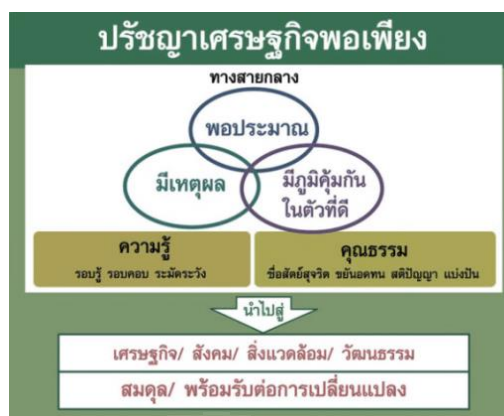 ปรัชญาเศรษฐกิจพอเพียง
ทางสายกลาง
พอประมาณ
มีเหตุผล
มีภูมิคุ้มกัน
ในตัวที่ดี
ความรู้
รอบรู้ รอบคอบ ระมัดระวัง
คุณธรรม
ซื่อสัตย์สุจริต ขยันอดทน สติปัญญา แบ่งปัน
นำไปสู่
เศรษฐกิจ/ สังคม/ สิ่งแวดล้อม/ วัฒนธรรม
สมดุล/ พร้อมรับต่อการเปลี่ยนแปลง